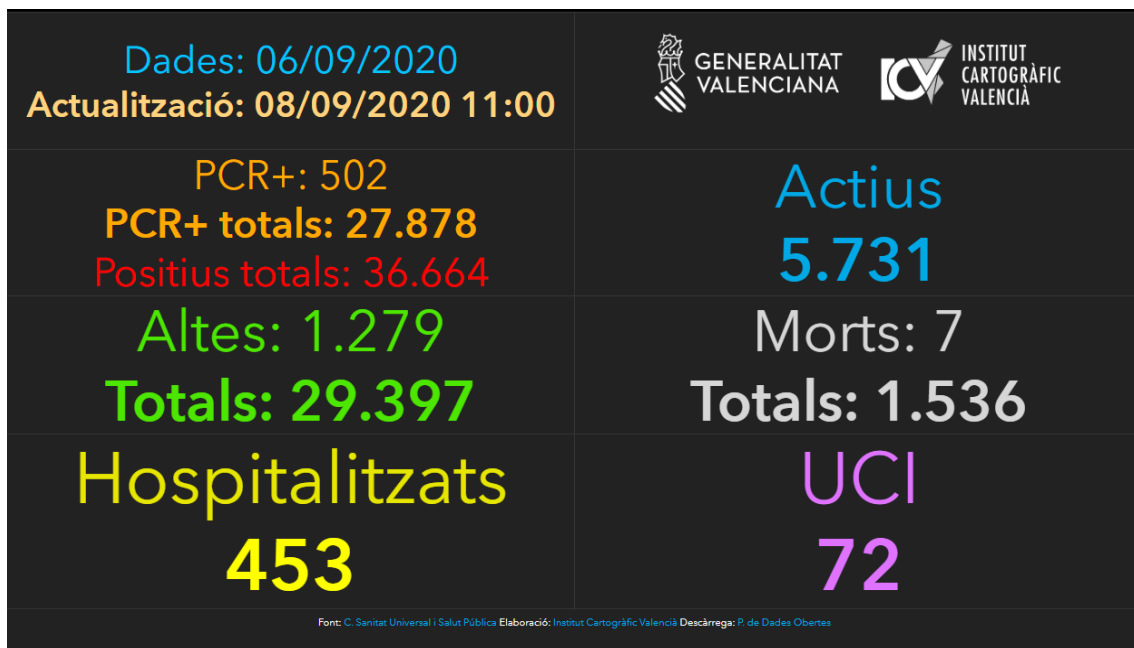 Dades: 06/09/2020
Actualització: 08/09/2020 11:00
GENERALITAT
VALENCIANA
ICV
INSTITUT
CARTOGRÀFIC
VALENCIÀ
PCR+: 502
PCR+ totals: 27.878
Positius totals: 36.664
Actius
5.731
Altes: 1.279
Totals: 29.397
Morts: 7
Totals: 1.536
Hospitalitzats
453
UCI
72
Font: C. Sanitat Universal i Salut Pública Elaboració: Institut Cartogràfic Valencià Descàrrega: P. de Dades Obertes